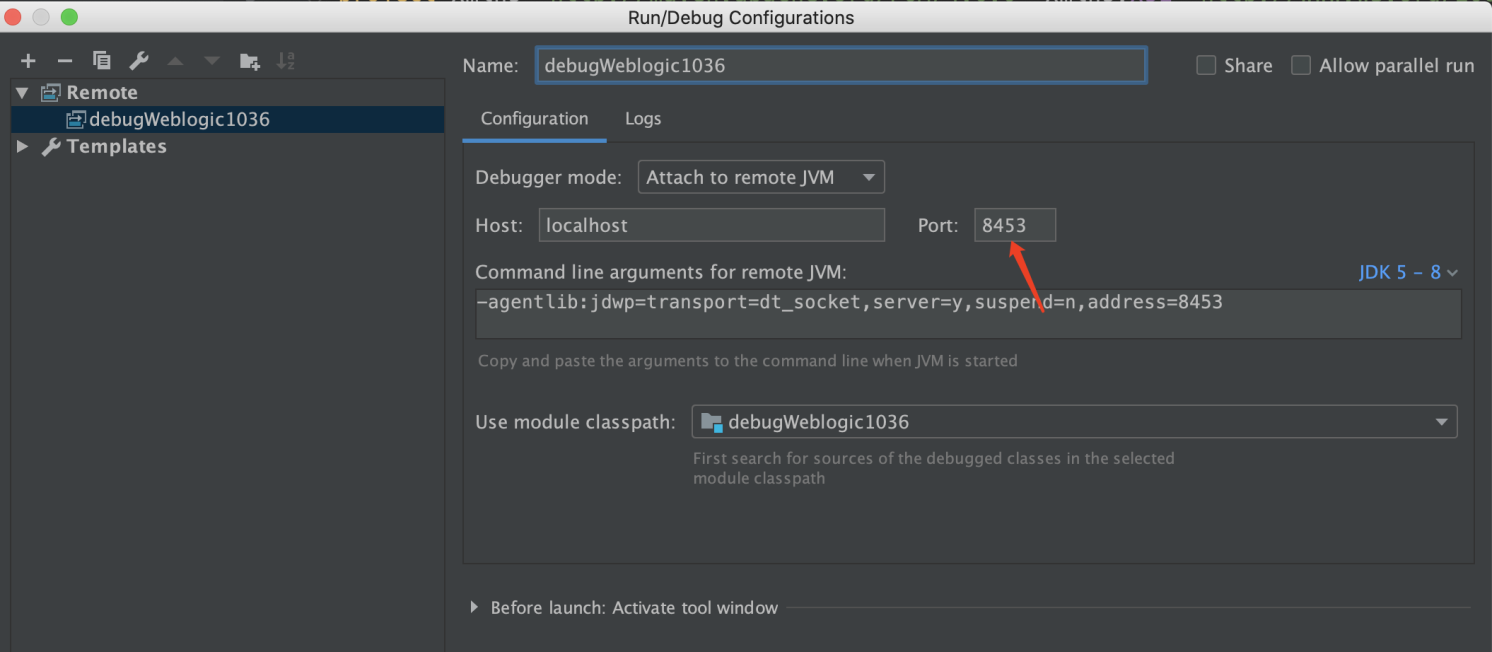 Run/Debug Configurations
Name: debugWeblogic1036
Share
Allow parallel run
Remote
debugWeblogic1036
Templates
Configuration
Logs
Debugger mode: Attach to remote JVM
Host: localhost
Port: 8453
Command line arguments for remote JVM:
JDK 5 – 8
-agentlib:jdwp=transport=dt_socket,server=y,suspend=n,address=8453
Copy and paste the arguments to the command line when JVM is started
Use module classpath: debugWeblogic1036
First search for sources of the debugged classes in the selected
module classpath
Before launch: Activate tool window